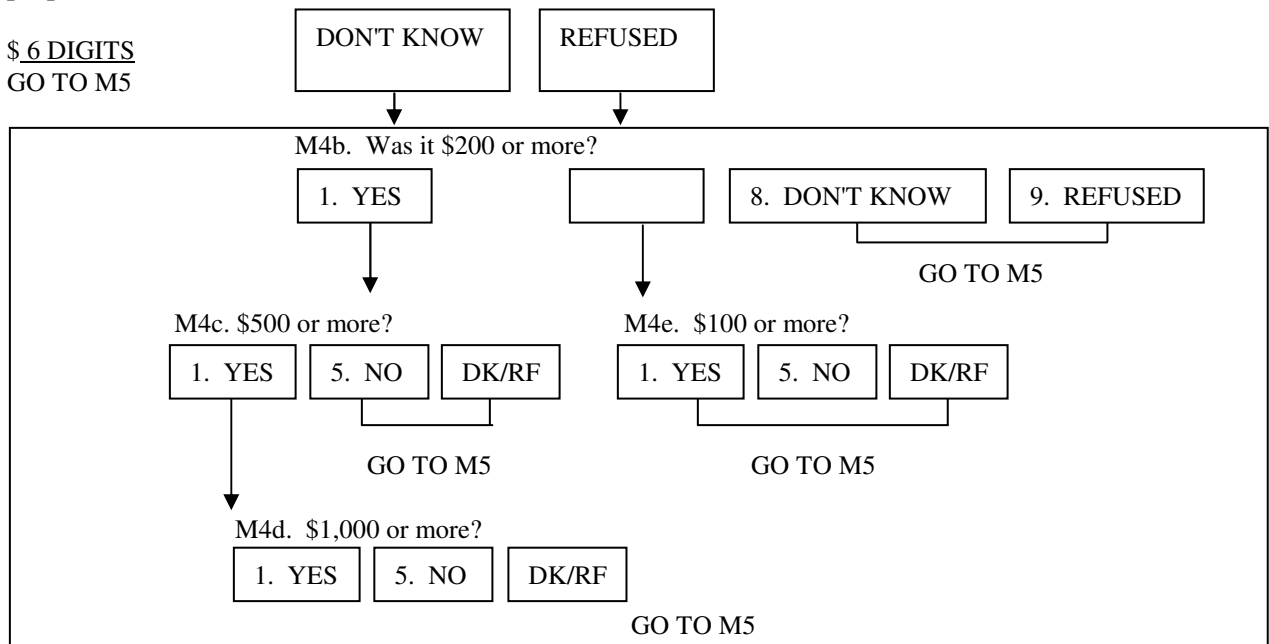 DON'T KNOW REFUSED
$ 6 DIGITS
GO TO M5
M4b. Was it $200 or more?
1. YES 8. DON'T KNOW 9. REFUSED
GO TO M5
M4c. $500 or more? M4e. $100 or more?
1. YES 5. NO DK/RF 1. YES 5. NO DK/RF
GO TO M5 GO TO M5
M4d. $1,000 or more?
1. YES 5. NO DK/RF
GO TO M5